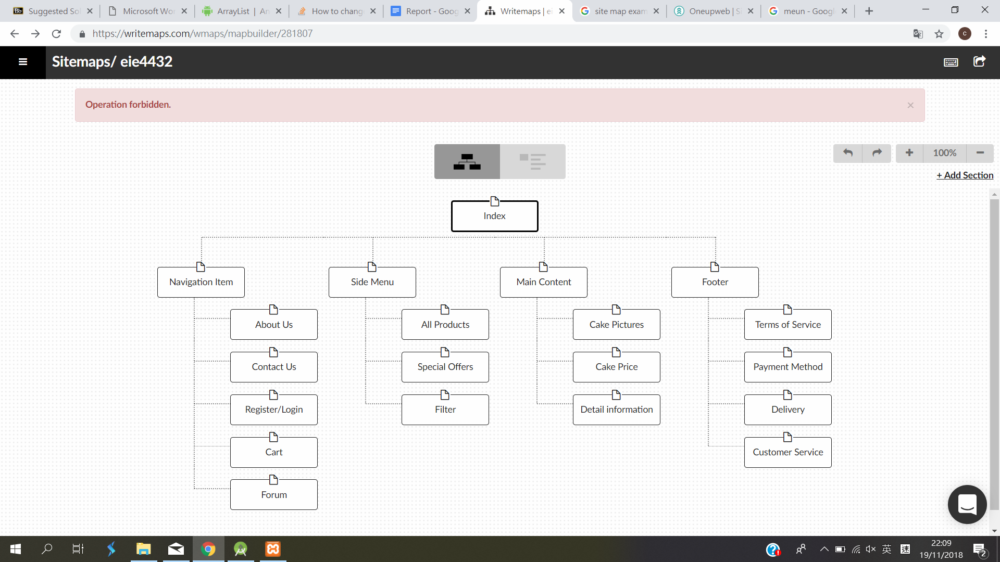 Suggested So
Microsoft Wor
ArrayList | An
How to chang
Report - Goog
Writemaps | ei
site map exam
Oneupweb | Si
meun - Googl
https://writemaps.com/wmaps/mapbuilder/281807
Sitemaps/ eie4432
Operation forbidden.
100%
+ Add Section
Index
Navigation Item
Side Menu
Main Content
Footer
About Us
All Products
Cake Pictures
Terms of Service
Contact Us
Special Offers
Cake Price
Payment Method
Register/Login
Filter
Detail information
Delivery
Cart
Customer Service
Forum
英
速
22:09
19/11/2018
2